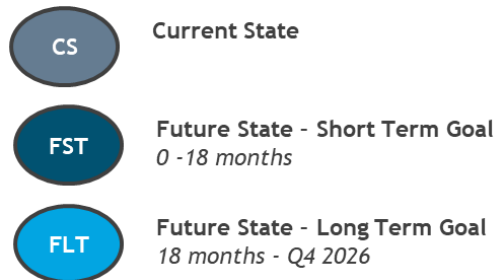 CS
Current State
FST
Future State - Short Term Goal
0 -18 months
FLT
Future State - Long Term Goal
18 months - Q4 2026